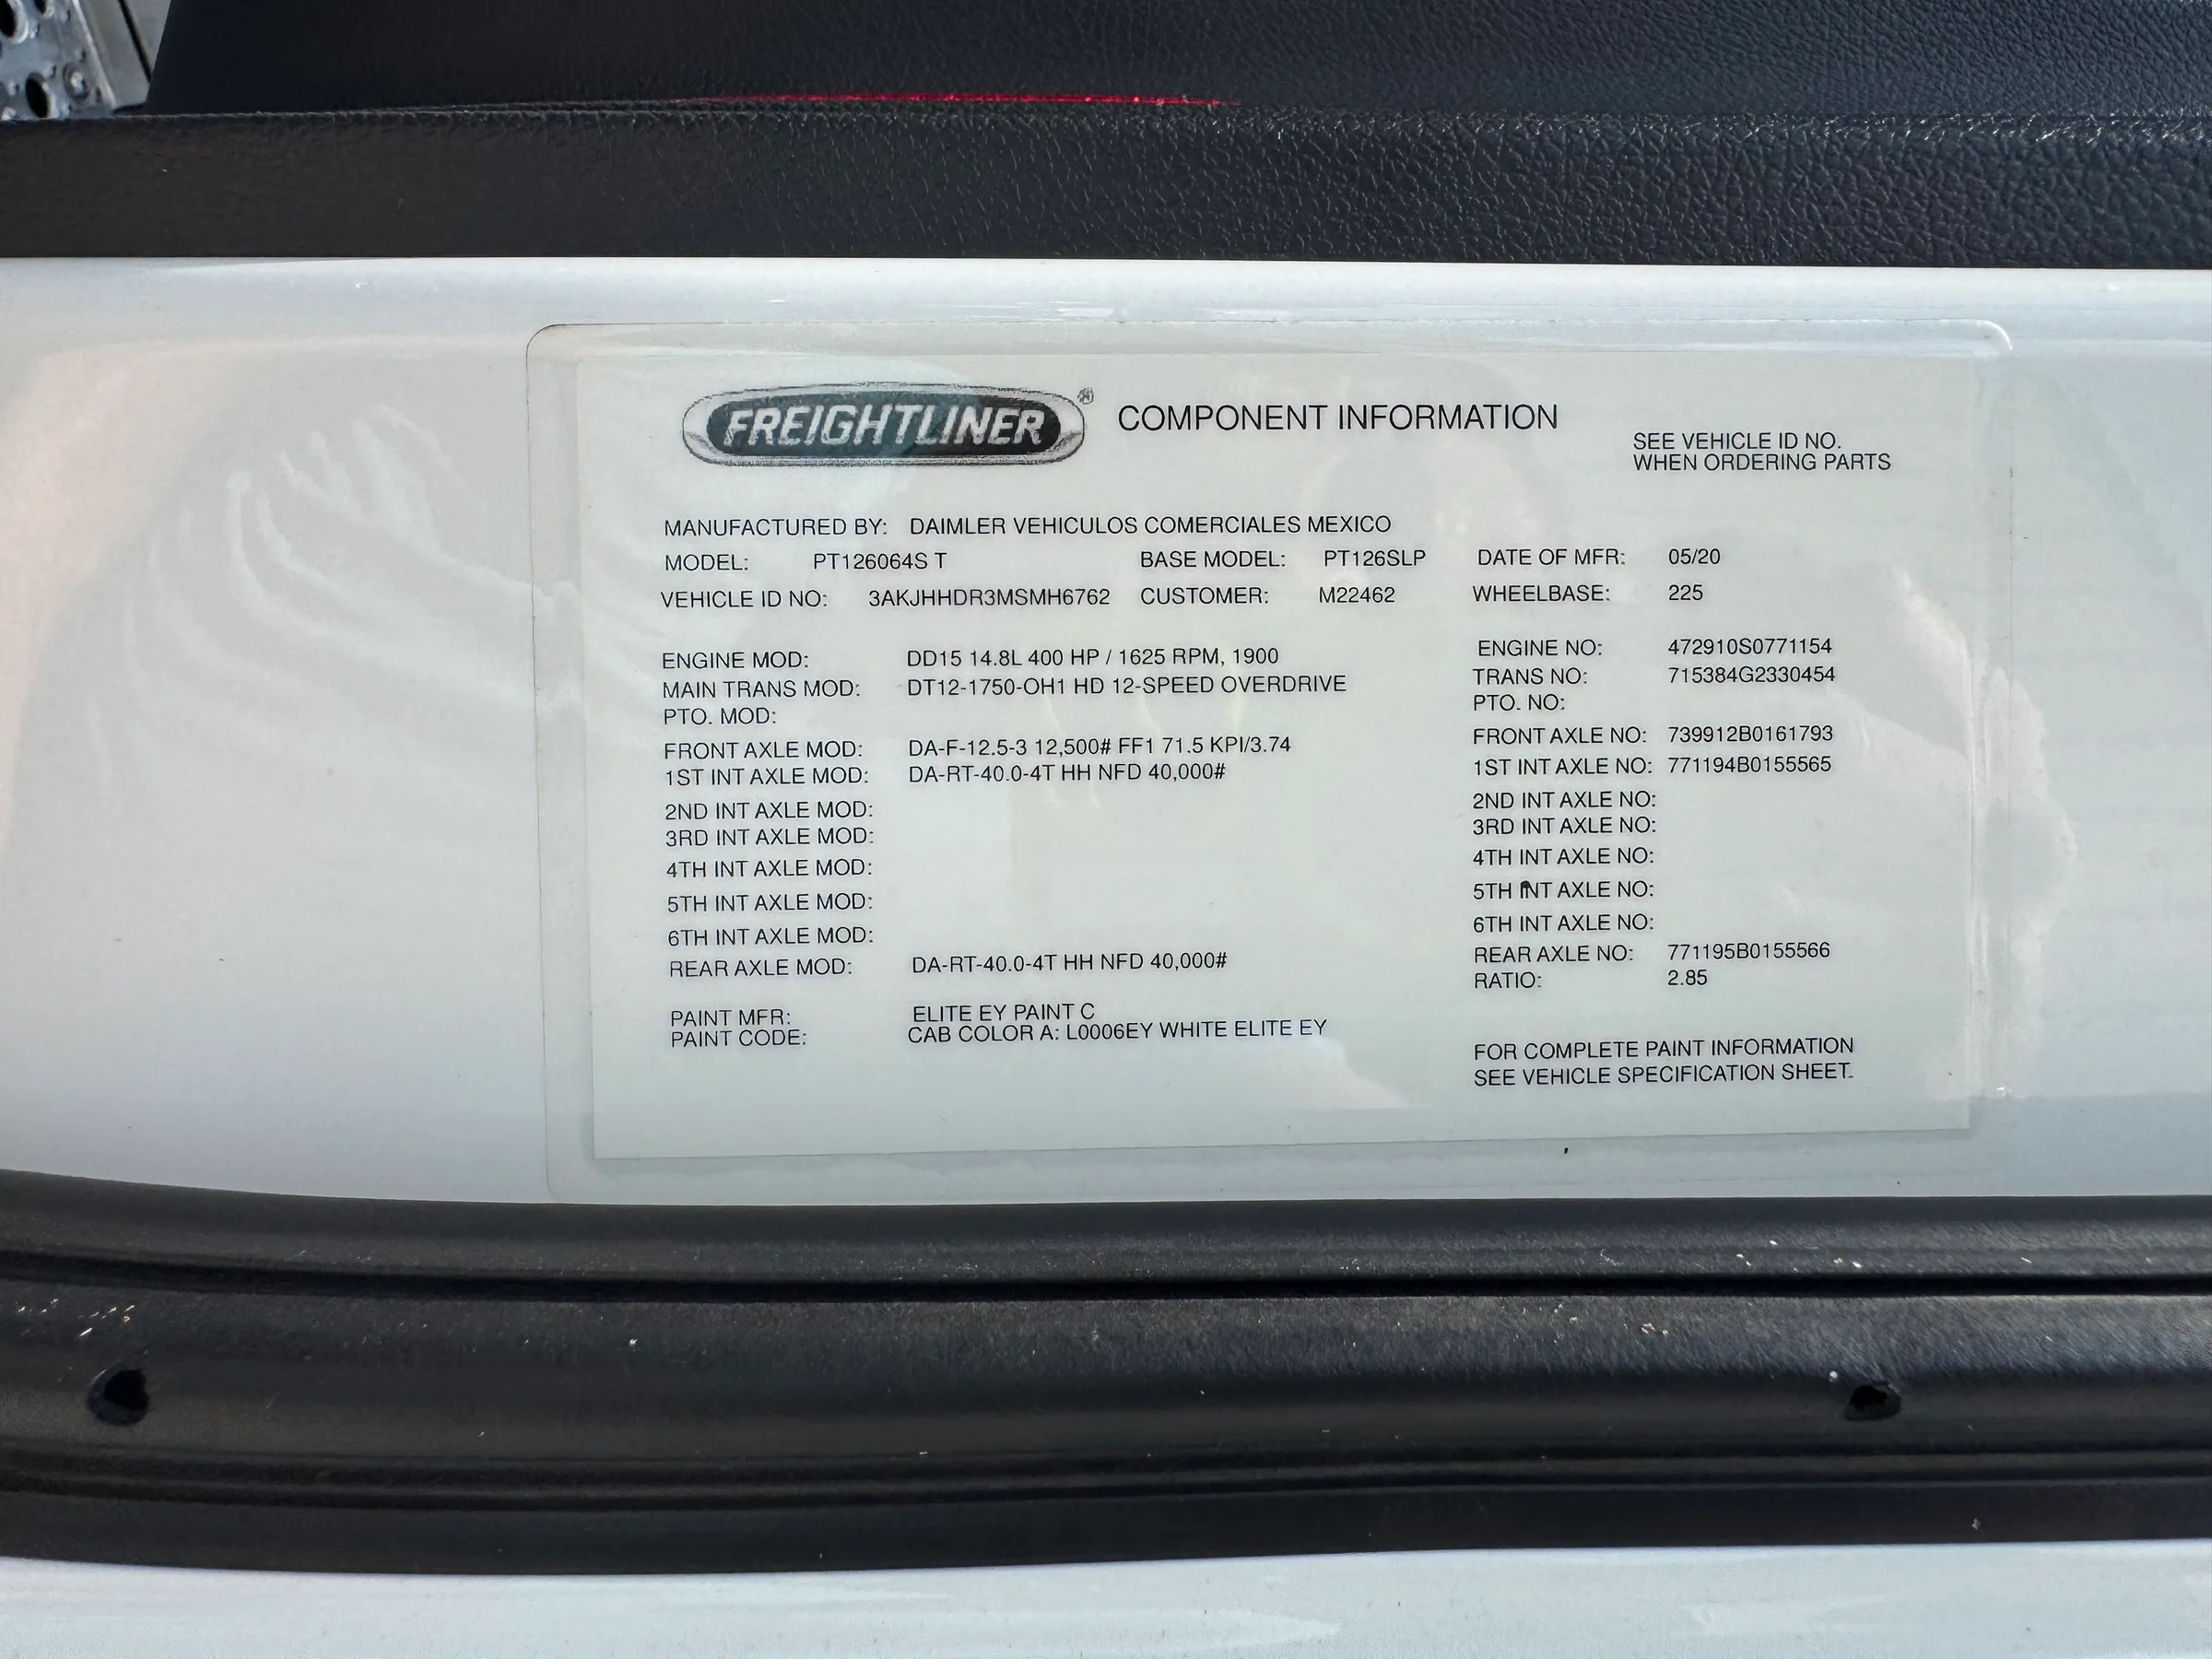 FREIGHTLINER® COMPONENT INFORMATION
SEE VEHICLE ID NO.
WHEN ORDERING PARTS
MANUFACTURED BY: DAIMLER VEHICULOS COMERCIALES MEXICO
MODEL: PT126064S T BASE MODEL: PT126SLP DATE OF MFR: 05/20
VEHICLE ID NO: 3AKJHHDR3MSMH6762 CUSTOMER: M22462 WHEELBASE: 225
ENGINE MOD: DD15 14.8L 400 HP / 1625 RPM, 1900 ENGINE NO: 472910S0771154
MAIN TRANS MOD: DT12-1750-OH1 HD 12-SPEED OVERDRIVE TRANS NO: 715384G2330454
PTO. MOD: PTO. NO:
FRONT AXLE MOD: DA-F-12.5-3 12,500# FF1 71.5 KPI/3.74 FRONT AXLE NO: 739912B0161793
1ST INT AXLE MOD: DA-RT-40.0-4T HH NFD 40,000# 1ST INT AXLE NO: 771194B0155565
2ND INT AXLE MOD: 2ND INT AXLE NO:
3RD INT AXLE MOD: 3RD INT AXLE NO:
4TH INT AXLE MOD: 4TH INT AXLE NO:
5TH INT AXLE MOD: 5TH INT AXLE NO:
6TH INT AXLE MOD: 6TH INT AXLE NO:
REAR AXLE MOD: DA-RT-40.0-4T HH NFD 40,000# REAR AXLE NO: 771195B0155566
RATIO: 2.85
PAINT MFR: ELITE EY PAINT C
PAINT CODE: CAB COLOR A: L0006EY WHITE ELITE EY
FOR COMPLETE PAINT INFORMATION
SEE VEHICLE SPECIFICATION SHEET.